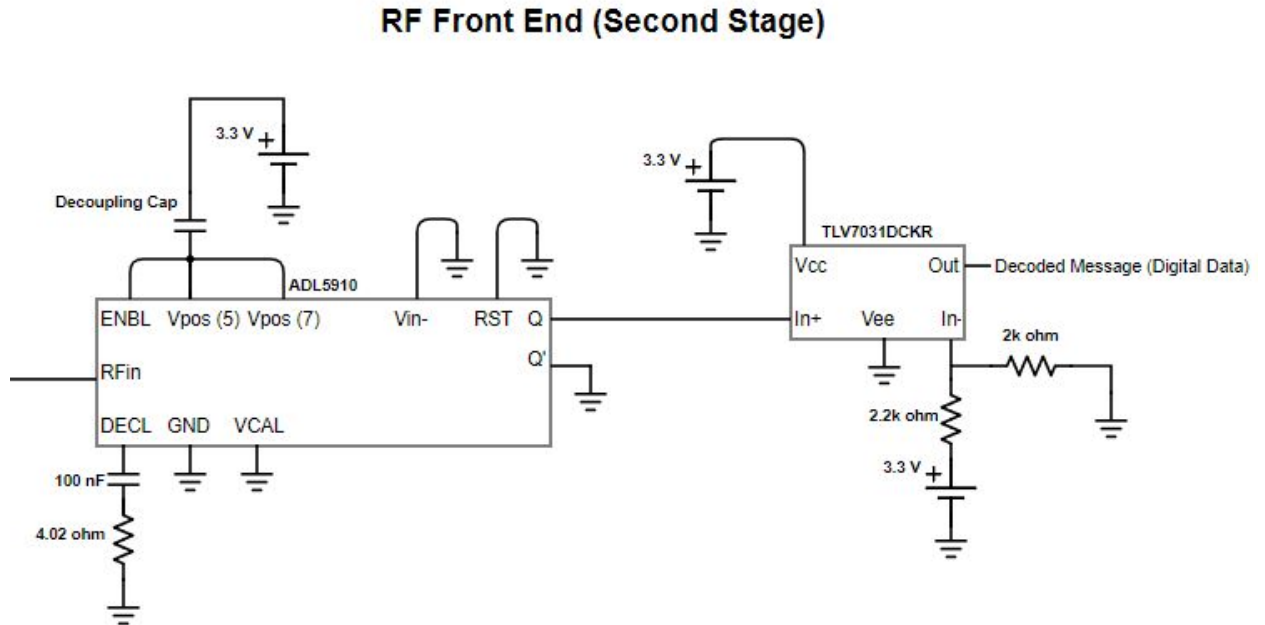 RF Front End (Second Stage)
3.3 V
+
Decoupling Cap
ADL5910
ENBL Vpos (5) Vpos (7) Vin- RST Q
Q'
RFin
DECL GND VCAL
100 nF
4.02 ohm
3.3 V
+
TLV7031DCKR
Vcc Out
Decoded Message (Digital Data)
In+ Vee In-
2k ohm
2.2k ohm
3.3 V
+